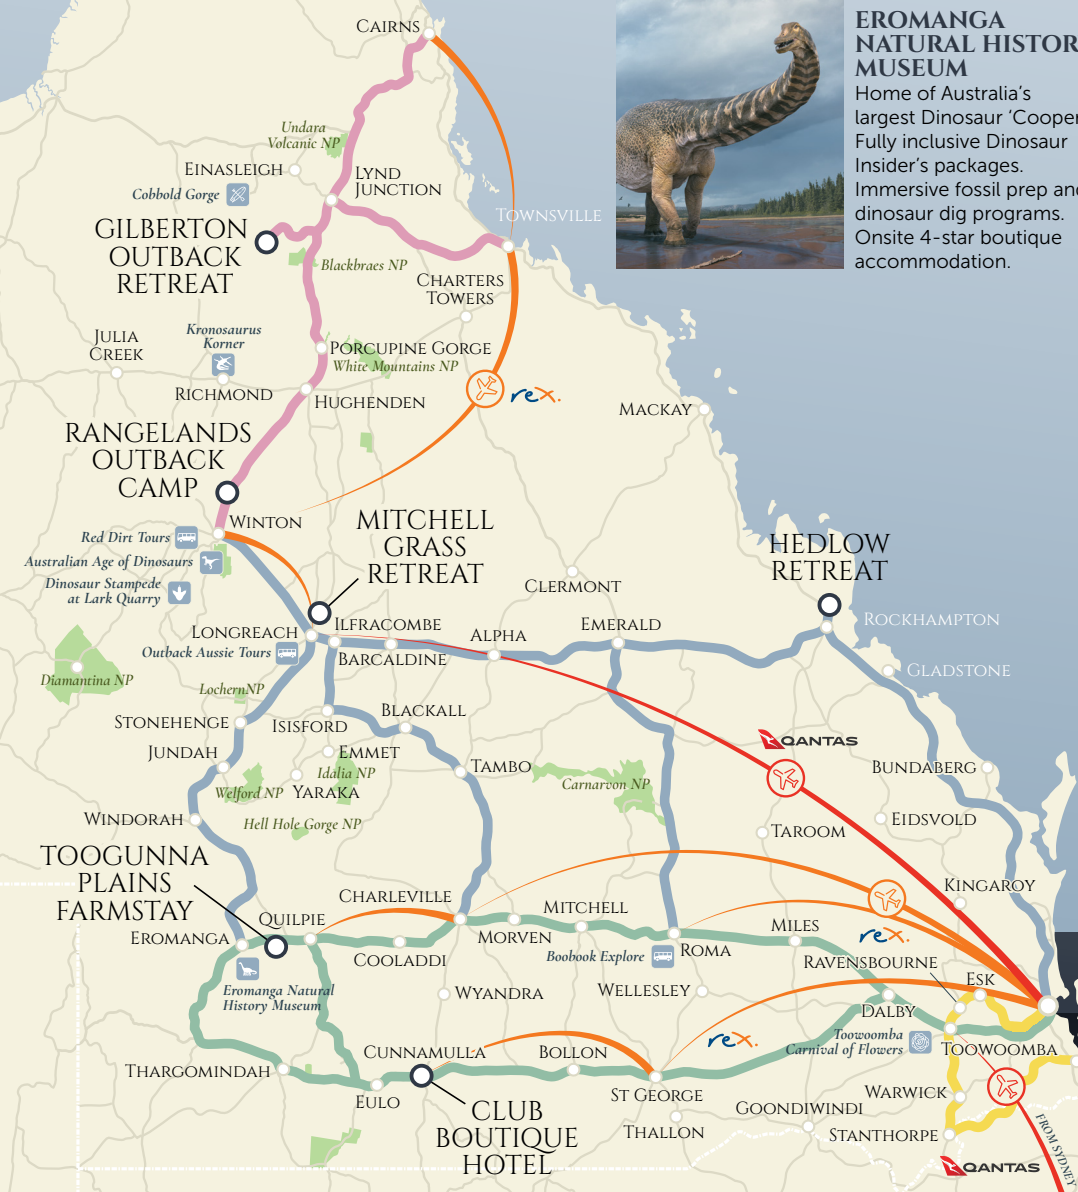 CAIRNS
EROMANGA
NATURAL HISTOR
MUSEUM
Home of Australia's
largest Dinosaur 'Cooper
Fully inclusive Dinosaur
Insider's packages.
Immersive fossil prep and
dinosaur dig programs.
Onsite 4-star boutique
accommodation.
Undara
Volcanic NP
EINASLEIGH
LYND
JUNCTION
Cobbold Gorge
TOWNSVILLE
GILBERTON
OUTBACK
RETREAT
Blackbraes NP
CHARTERS
TOWERS
JULIA
CREEK
Kronosaurus
Korner
PORCUPINE GORGE
White Mountains NP
RICHMOND
HUGHENDEN
rex.
MACKAY
RANGELANDS
OUTBACK
CAMP
WINTON
MITCHELL
GRASS
RETREAT
Red Dirt Tours
Australian Age of Dinosaurs
Dinosaur Stampede
at Lark Quarry
HEDLOW
RETREAT
CLERMONT
LONGREACH
ILFRACOMBE
ALPHA
EMERALD
ROCKHAMPTON
Outback Aussie Tours
BARCALDINE
GLADSTONE
Diamantina NP
LochernNP
STONEHENGE
ISISFORD
BLACKALL
QANTAS
JUNDAH
EMMET
Idalia NP
TAMBO
BUNDABERG
Welford NP
YARAKA
Carnarvon NP
WINDORAH
Hell Hole Gorge NP
TAROOM
EIDSVOLD
TOOGUNNA
PLAINS
FARMSTAY
CHARLEVILLE
KINGAROY
QUILPIE
MITCHELL
EROMANGA
MORVEN
MILES
rex.
COOLADDI
Boobook Explore
ROMA
RAVENSBOURNE
Eromanga Natural
History Museum
WYANDRA
WELLESLEY
ESK
DALBY
CUNNAMULLA
BOLLON
rex.
Toowoomba
Carnival of Flowers
TOOWOOMBA
THARGOMINDAH
EULO
ST GEORGE
WARWICK
CLUB
BOUTIQUE
HOTEL
THALLON
GOONDIWINDI
STANTHORPE
FROM SYDNEY
QANTAS